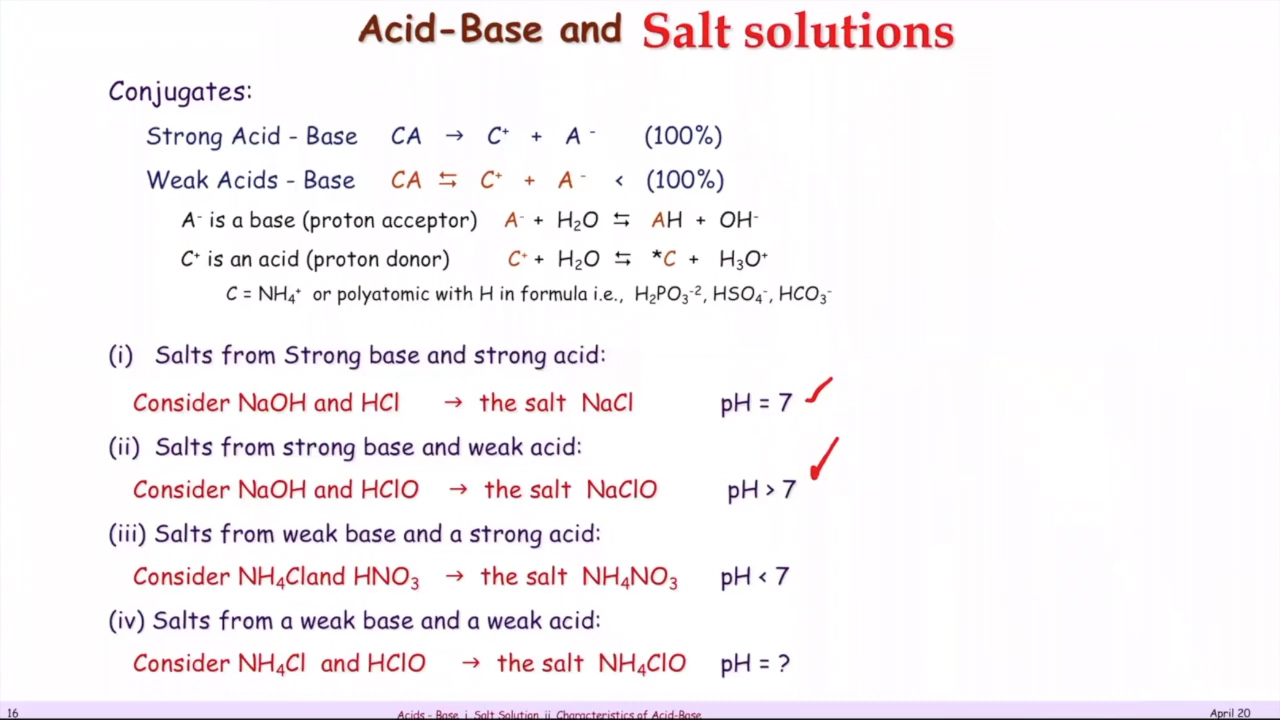 Acid-Base and Salt solutions
Conjugates:
Strong Acid - Base CA → C⁺ + A⁻ (100%)
Weak Acids - Base CA ⇆ C⁺ + A⁻ < (100%)
A⁻ is a base (proton acceptor) A⁻ + H₂O ⇆ AH + OH⁻
C⁺ is an acid (proton donor) C⁺ + H₂O ⇆ *C + H₃O⁺
C = NH₄⁺ or polyatomic with H in formula i.e., H₂PO₃⁻², HSO₄⁻, HCO₃⁻
(i) Salts from Strong base and strong acid:
Consider NaOH and HCl → the salt NaCl pH = 7
(ii) Salts from strong base and weak acid:
Consider NaOH and HClO → the salt NaClO pH > 7
(iii) Salts from weak base and a strong acid:
Consider NH₄Cland HNO₃ → the salt NH₄NO₃ pH < 7
(iv) Salts from a weak base and a weak acid:
Consider NH₄Cl and HClO → the salt NH₄ClO pH = ?
16 Acids - Base i Salt Solution ii Characteristics of Acid-Base April 20